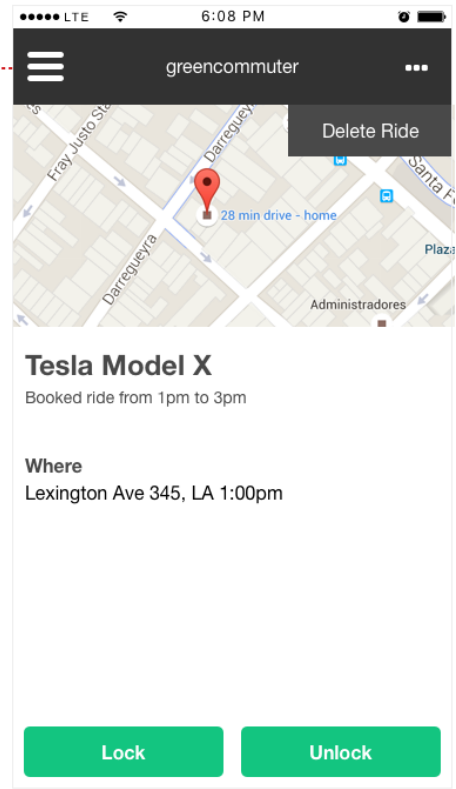 LTE 6:08 PM
greencommuter
Delete Ride
Fray Justo
Darregueyra
Santa
28 min drive - home
Plaza
Darregueyra
Administradores
Tesla Model X
Booked ride from 1pm to 3pm
Where
Lexington Ave 345, LA 1:00pm
Lock
Unlock